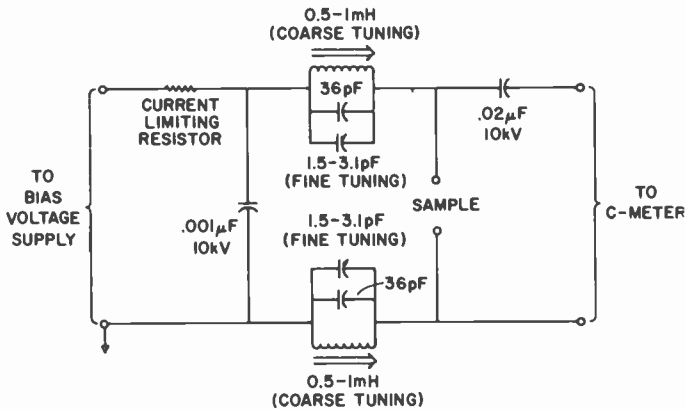 0.5-1mH
(COARSE TUNING)
36pF
CURRENT
LIMITING
RESISTOR
1.5-3.1pF
(FINE TUNING)
.02μF
10kV
TO
BIAS
VOLTAGE
SUPPLY
.001μF
10kV
1.5-3.1pF
(FINE TUNING)
SAMPLE
TO
C-METER
36pF
0.5-1mH
(COARSE TUNING)